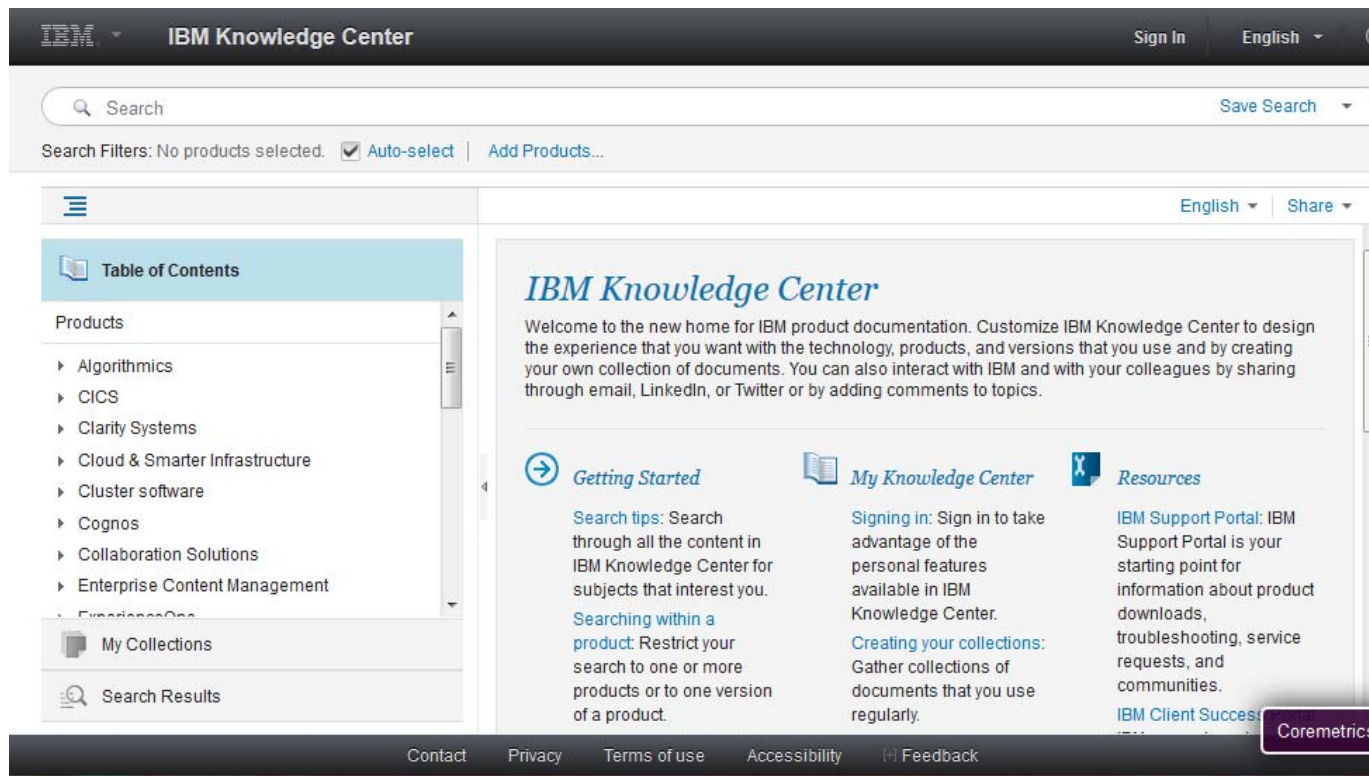 IBM IBM Knowledge Center Sign In English
Search Save Search
Search Filters: No products selected. Auto-select | Add Products...
English Share
Table of Contents
Products
Algorithmics
CICS
Clarity Systems
Cloud & Smarter Infrastructure
Cluster software
Cognos
Collaboration Solutions
Enterprise Content Management
ExperienceOne
My Collections
Search Results
IBM Knowledge Center
Welcome to the new home for IBM product documentation. Customize IBM Knowledge Center to design
the experience that you want with the technology, products, and versions that you use and by creating
your own collection of documents. You can also interact with IBM and with your colleagues by sharing
through email, LinkedIn, or Twitter or by adding comments to topics.
Getting Started
Search tips: Search
through all the content in
IBM Knowledge Center for
subjects that interest you.
Searching within a
product: Restrict your
search to one or more
products or to one version
of a product.
My Knowledge Center
Signing in: Sign in to take
advantage of the
personal features
available in IBM
Knowledge Center.
Creating your collections:
Gather collections of
documents that you use
regularly.
Resources
IBM Support Portal: IBM
Support Portal is your
starting point for
information about product
downloads,
troubleshooting, service
requests, and
communities.
IBM Client Success
Coremetrics
Contact Privacy Terms of use Accessibility [+] Feedback